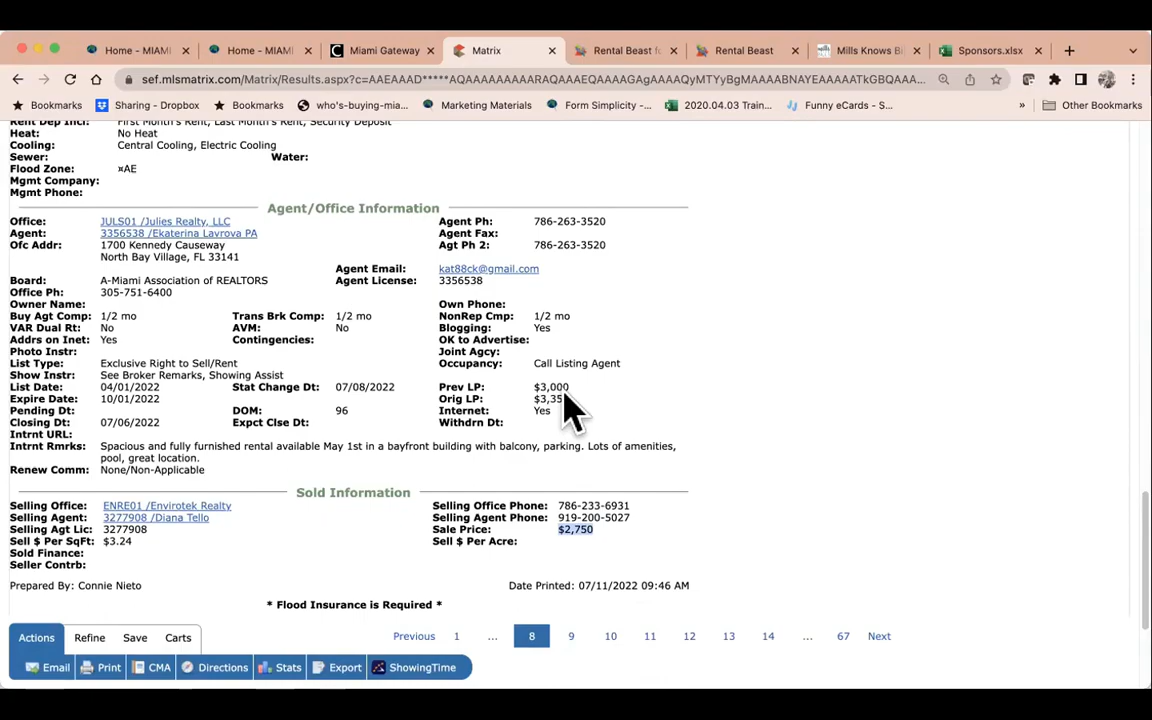 Home - MIAMI Home - MIAMI Miami Gateway Matrix Rental Beast fo Rental Beast Mills Knows Bi Sponsors.xlsx
sef.mlsmatrix.com/Matrix/Results.aspx?c=AAEAAAD*****AQAAAAAAAAARAQAAAEQAAAAGAgAAAAQyMTYyBgMAAAABNAYEAAAAATkGBQAAA...
Bookmarks Sharing - Dropbox Bookmarks who's-buying-mia... Marketing Materials Form Simplicity -... 2020.04.03 Train... Funny eCards - S... » Other Bookmarks
Rent Dep Incl: First Month's Rent, Last Month's Rent, Security Deposit
Heat: No Heat
Cooling: Central Cooling, Electric Cooling
Sewer: Water:
Flood Zone: ¤AE
Mgmt Company:
Mgmt Phone:
Agent/Office Information
Office: JULS01 /Julies Realty, LLC Agent Ph: 786-263-3520
Agent: 3356538 /Ekaterina Lavrova PA Agent Fax:
Ofc Addr: 1700 Kennedy Causeway Agt Ph 2: 786-263-3520
North Bay Village, FL 33141
Agent Email: kat88ck@gmail.com
Board: A-Miami Association of REALTORS Agent License: 3356538
Office Ph: 305-751-6400
Owner Name: Own Phone:
Buy Agt Comp: 1/2 mo Trans Brk Comp: 1/2 mo NonRep Cmp: 1/2 mo
VAR Dual Rt: No AVM: No Blogging: Yes
Addrs on Inet: Yes Contingencies: OK to Advertise:
Photo Instr: Joint Agcy:
List Type: Exclusive Right to Sell/Rent Occupancy: Call Listing Agent
Show Instr: See Broker Remarks, Showing Assist
List Date: 04/01/2022 Stat Change Dt: 07/08/2022 Prev LP: $3,000
Expire Date: 10/01/2022 Orig LP:
Pending Dt: DOM: 96 Internet: Yes
Closing Dt: 07/06/2022 Expct Clse Dt: Withdrn Dt:
Intrnt URL:
Intrnt Rmrks: Spacious and fully furnished rental available May 1st in a bayfront building with balcony, parking. Lots of amenities,
pool, great location.
Renew Comm: None/Non-Applicable
Sold Information
Selling Office: ENRE01 /Envirotek Realty Selling Office Phone: 786-233-6931
Selling Agent: 3277908 /Diana Tello Selling Agent Phone: 919-200-5027
Selling Agt Lic: 3277908 Sale Price: $2,750
Sell $ Per SqFt: $3.24 Sell $ Per Acre:
Sold Finance:
Seller Contrb:
Prepared By: Connie Nieto Date Printed: 07/11/2022 09:46 AM
* Flood Insurance is Required *
Actions Refine Save Carts Previous 1 ... 8 9 10 11 12 13 14 ... 67 Next
Email Print CMA Directions Stats Export ShowingTime